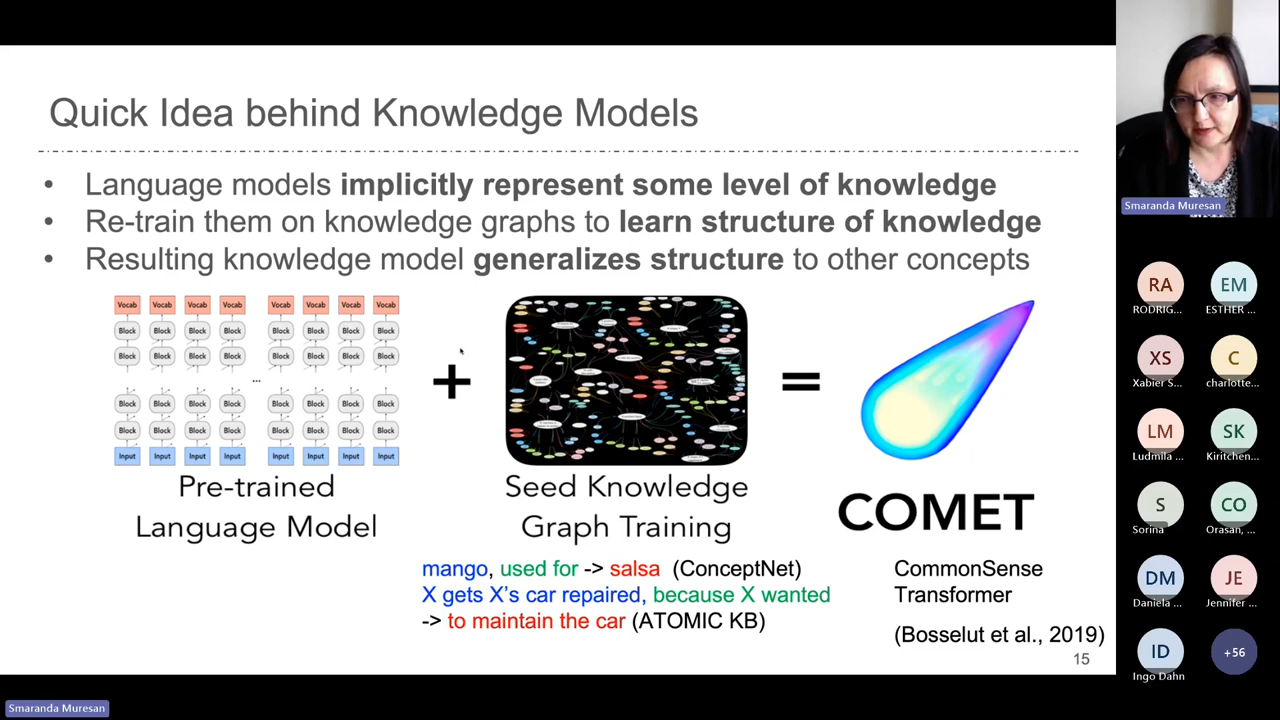 Quick Idea behind Knowledge Models
• Language models implicitly represent some level of knowledge
• Re-train them on knowledge graphs to learn structure of knowledge
• Resulting knowledge model generalizes structure to other concepts
Vocab Vocab Vocab Vocab Vocab Vocab Vocab Vocab
Block Block Block Block Block Block Block Block
Block Block Block Block Block Block Block Block
...
Block Block Block Block Block Block Block Block
Block Block Block Block Block Block Block Block
Input Input Input Input Input Input Input Input
+
=
Pre-trained
Language Model
Seed Knowledge
Graph Training
COMET
mango, used for -> salsa (ConceptNet)
X gets X's car repaired, because X wanted
-> to maintain the car (ATOMIC KB)
CommonSense
Transformer
(Bosselut et al., 2019)
15
Smaranda Muresan
RA
RODRIG...
EM
ESTHER ...
XS
Xabier S...
C
charlotte...
LM
Ludmila ...
SK
Kiritchen...
S
Sorina
CO
Orasan, ...
DM
Daniela ...
JE
Jennifer ...
ID
Ingo Dahn
+56
Smaranda Muresan